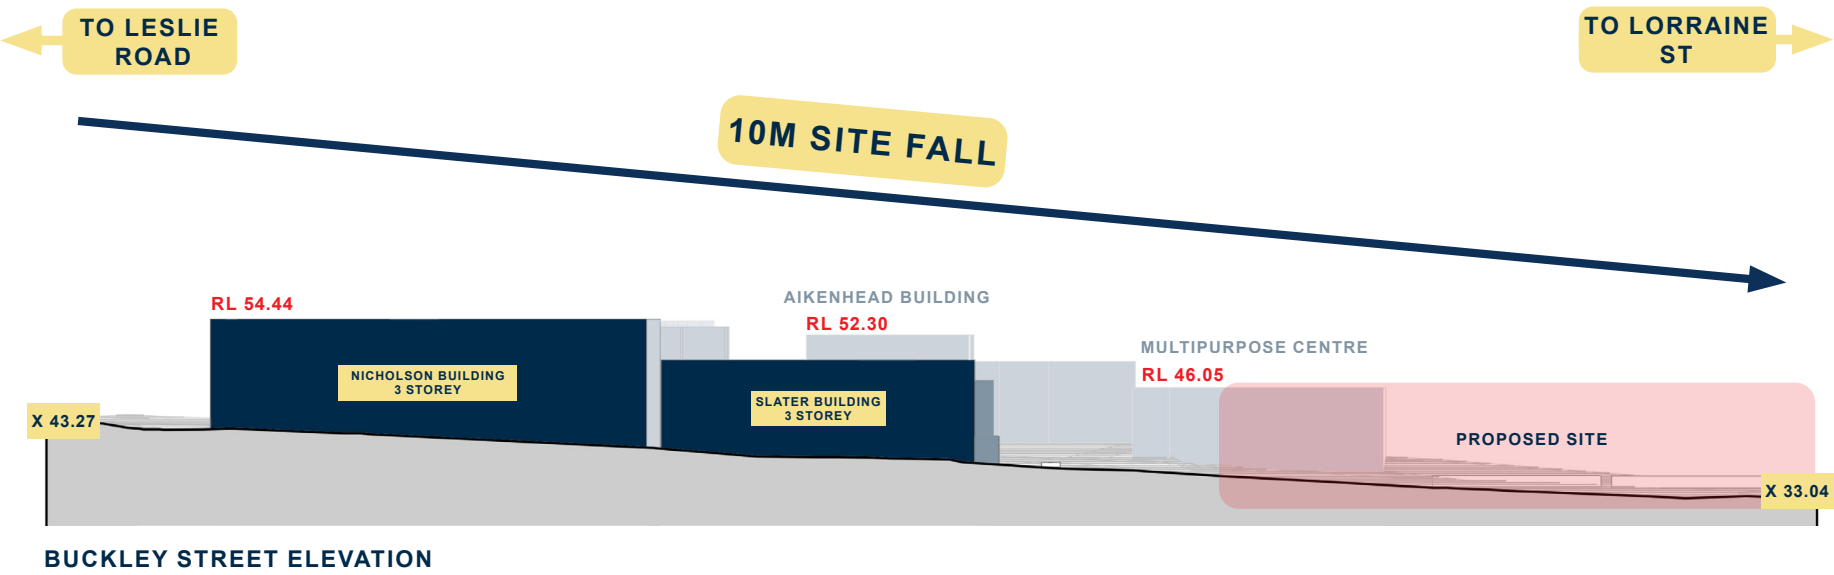 TO LESLIE
ROAD
TO LORRAINE
ST
10M SITE FALL
RL 54.44
AIKENHEAD BUILDING
RL 52.30
MULTIPURPOSE CENTRE
RL 46.05
NICHOLSON BUILDING
3 STOREY
SLATER BUILDING
3 STOREY
X 43.27
PROPOSED SITE
X 33.04
BUCKLEY STREET ELEVATION